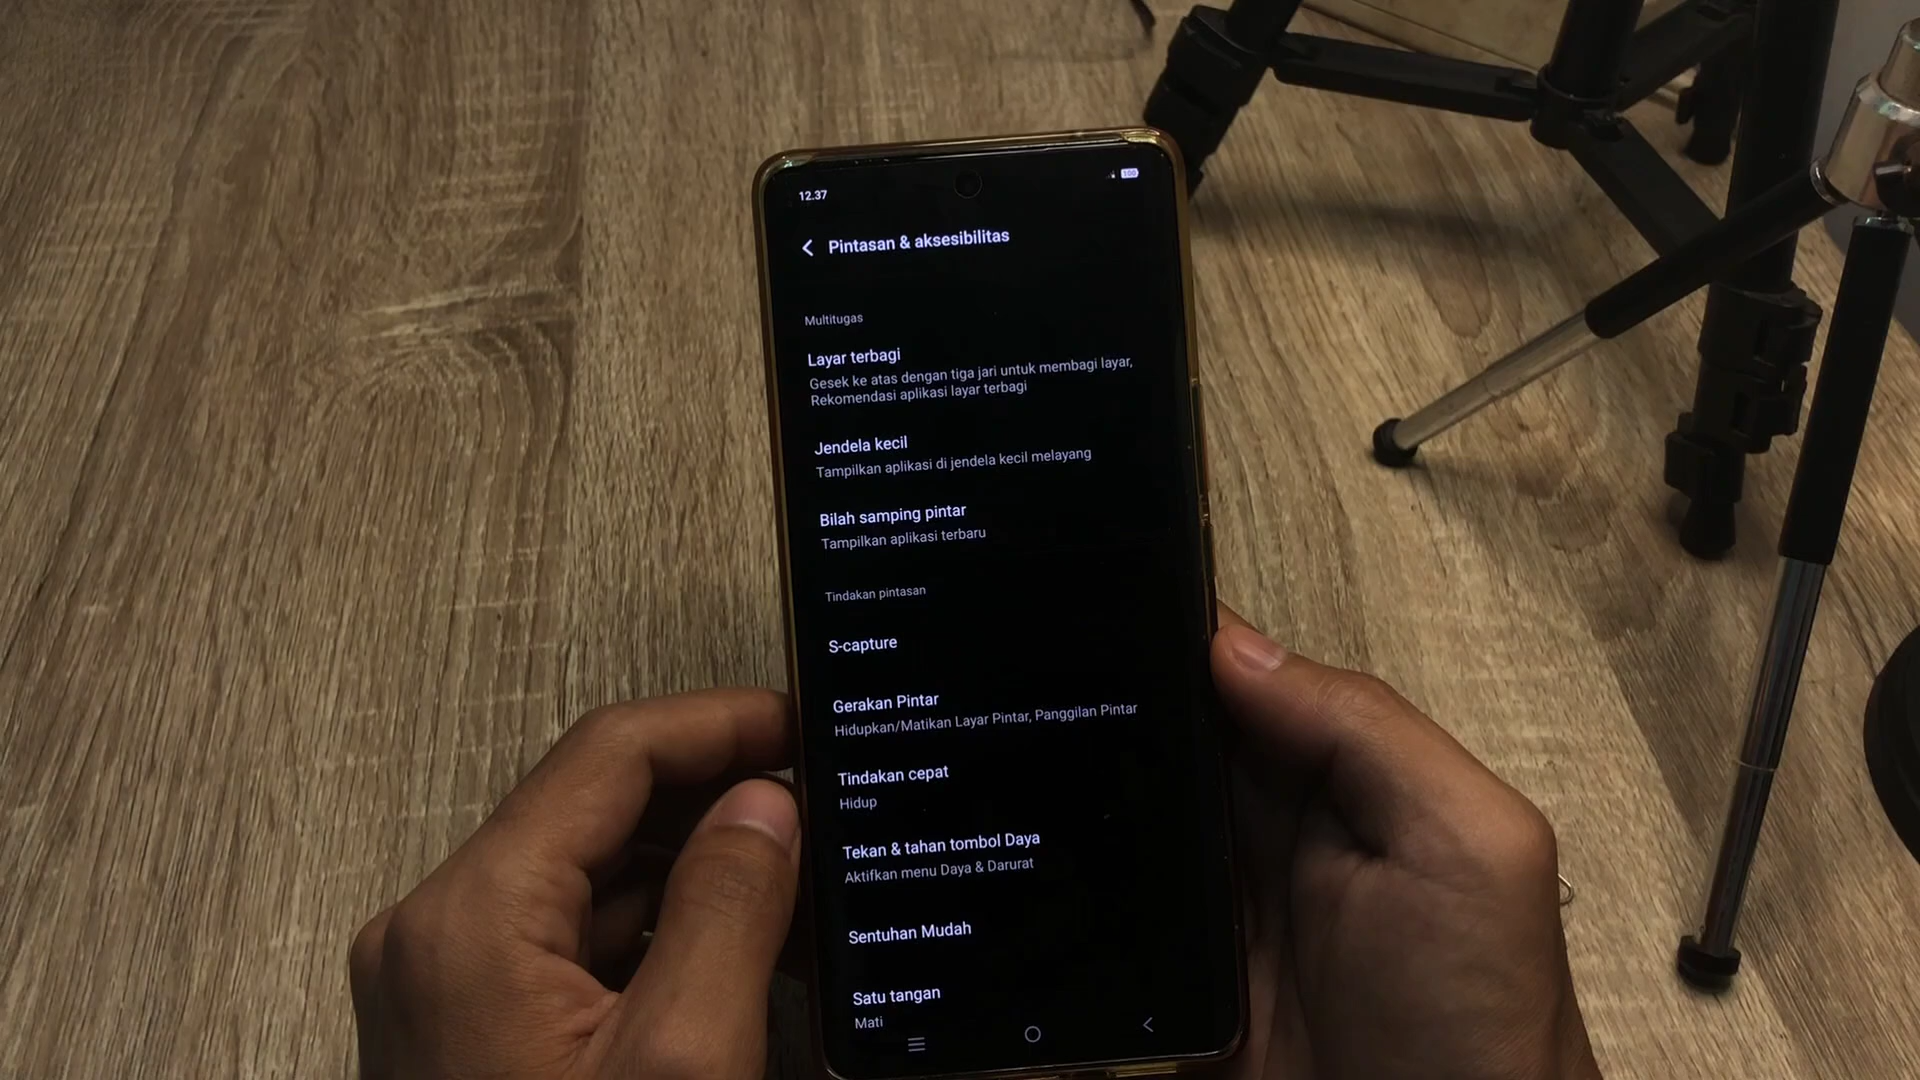 12.37
100
Pintasan & aksesibilitas
Multitugas
Layar terbagi
Gesek ke atas dengan tiga jari untuk membagi layar,
Rekomendasi aplikasi layar terbagi
Jendela kecil
Tampilkan aplikasi di jendela kecil melayang
Bilah samping pintar
Tampilkan aplikasi terbaru
Tindakan pintasan
S-capture
Gerakan Pintar
Hidupkan/Matikan Layar Pintar, Panggilan Pintar
Tindakan cepat
Hidup
Tekan & tahan tombol Daya
Aktifkan menu Daya & Darurat
Sentuhan Mudah
Satu tangan
Mati